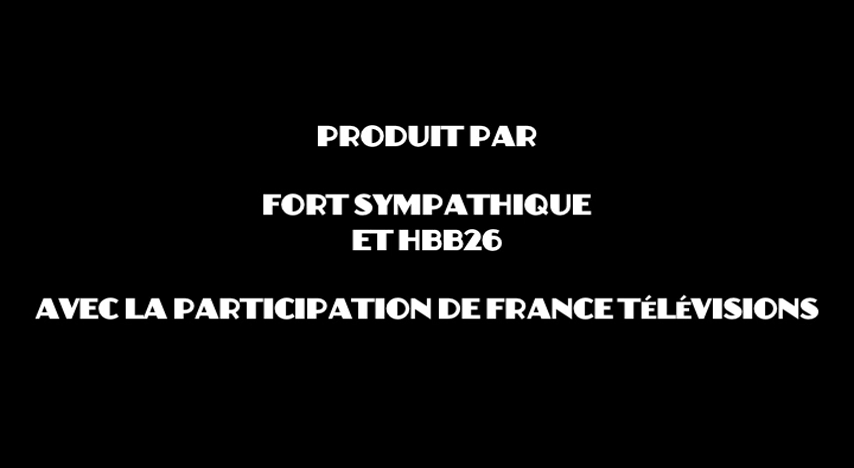 PRODUIT PAR
FORT SYMPATHIQUE
ET HBB26
AVEC LA PARTICIPATION DE FRANCE TÉLÉVISIONS